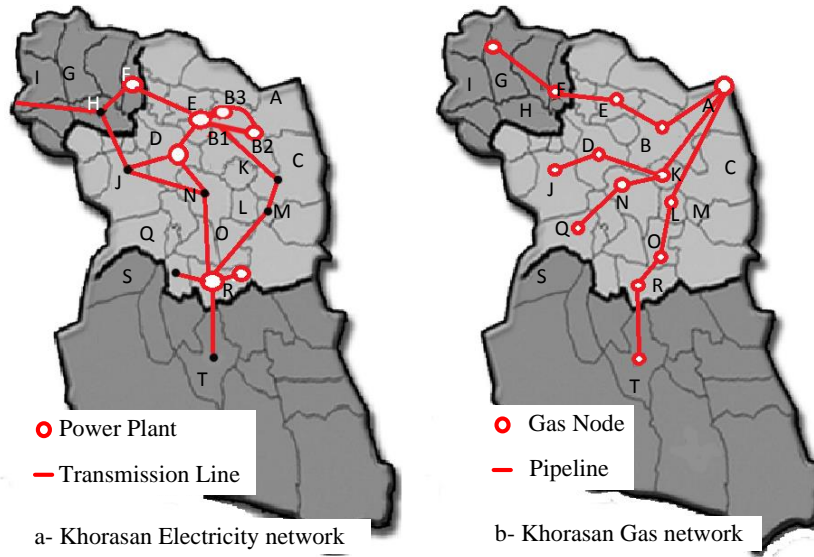 I G F
H
E B3 A
D B1 B2
C
J K
N L M
Q O
S R
T
Power Plant
Transmission Line
a- Khorasan Electricity network
I G F A
H E
D B
K C
J N L M
Q O
S R
T
Gas Node
Pipeline
b- Khorasan Gas network